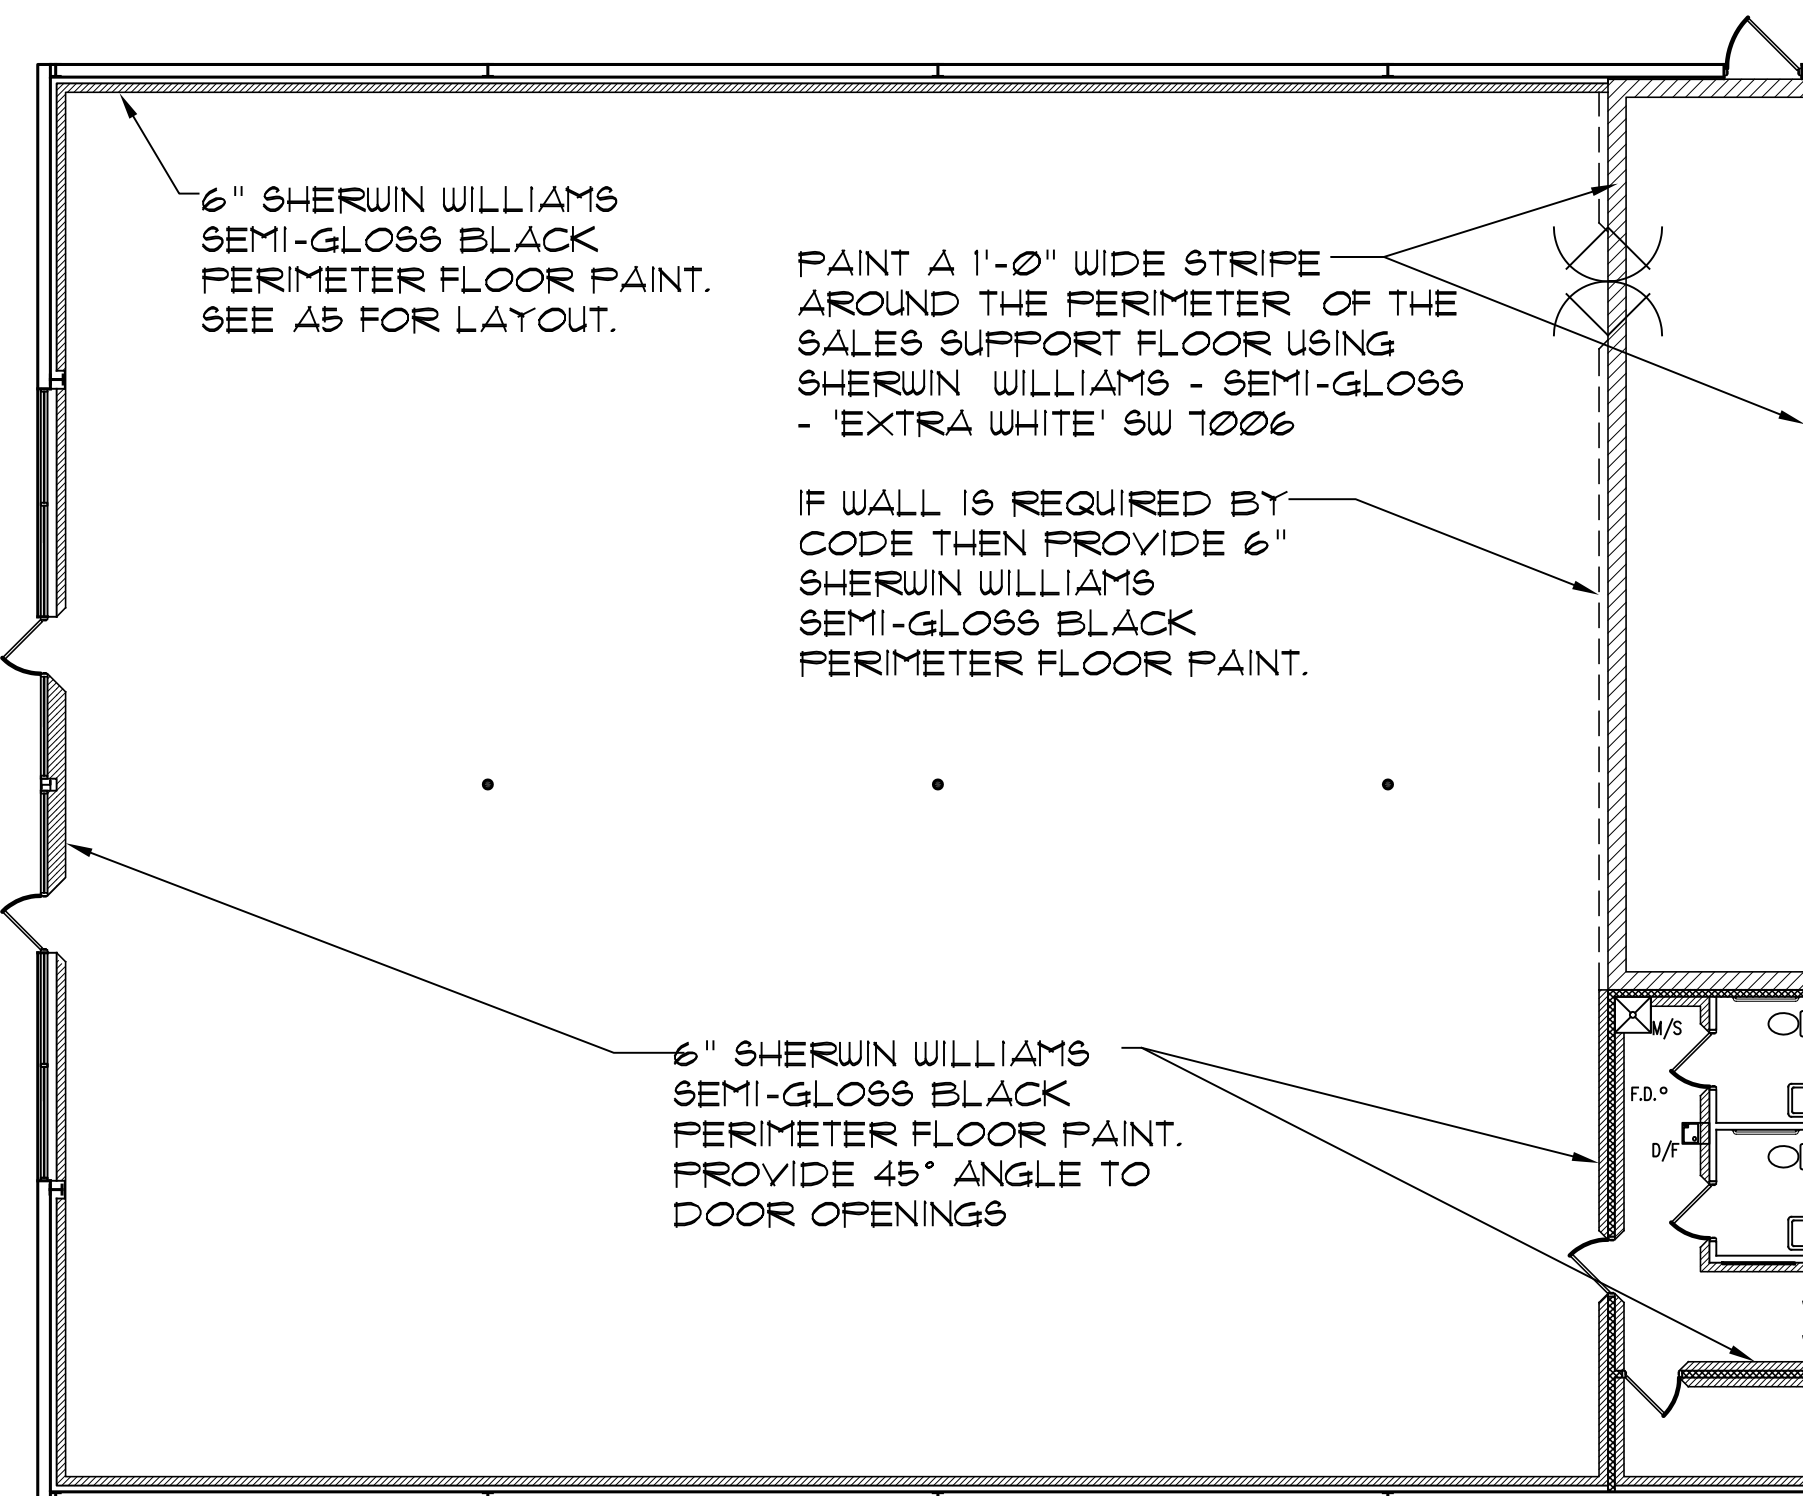 6" SHERWIN WILLIAMS
SEMI-GLOSS BLACK
PERIMETER FLOOR PAINT.
SEE A5 FOR LAYOUT.
PAINT A 1'-0" WIDE STRIPE
AROUND THE PERIMETER OF THE
SALES SUPPORT FLOOR USING
SHERWIN WILLIAMS - SEMI-GLOSS
- 'EXTRA WHITE' SW 7006
IF WALL IS REQUIRED BY
CODE THEN PROVIDE 6"
SHERWIN WILLIAMS
SEMI-GLOSS BLACK
PERIMETER FLOOR PAINT.
6" SHERWIN WILLIAMS
SEMI-GLOSS BLACK
PERIMETER FLOOR PAINT.
PROVIDE 45° ANGLE TO
DOOR OPENINGS
M/S
F.D.
D/F